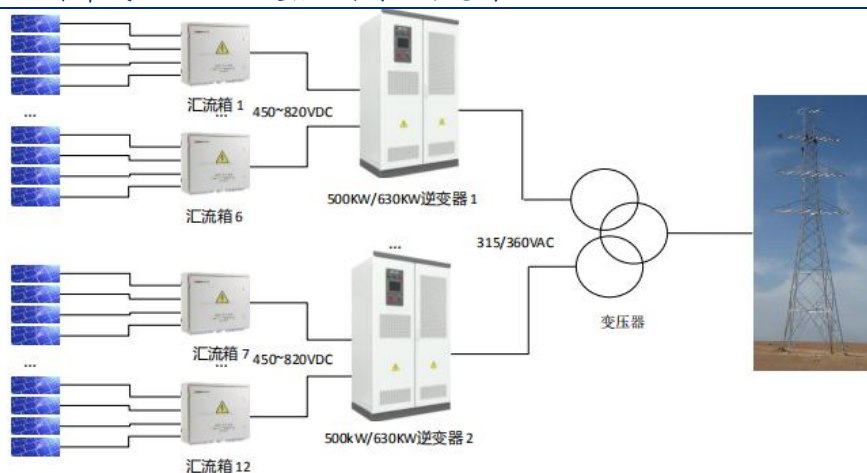 汇流箱 1
...
...
450~820VDC
汇流箱 6
500KW/630KW逆变器 1
...
315/360VAC
变压器
汇流箱 7
...
...
450~820VDC
汇流箱 12
500kW/630KW逆变器 2